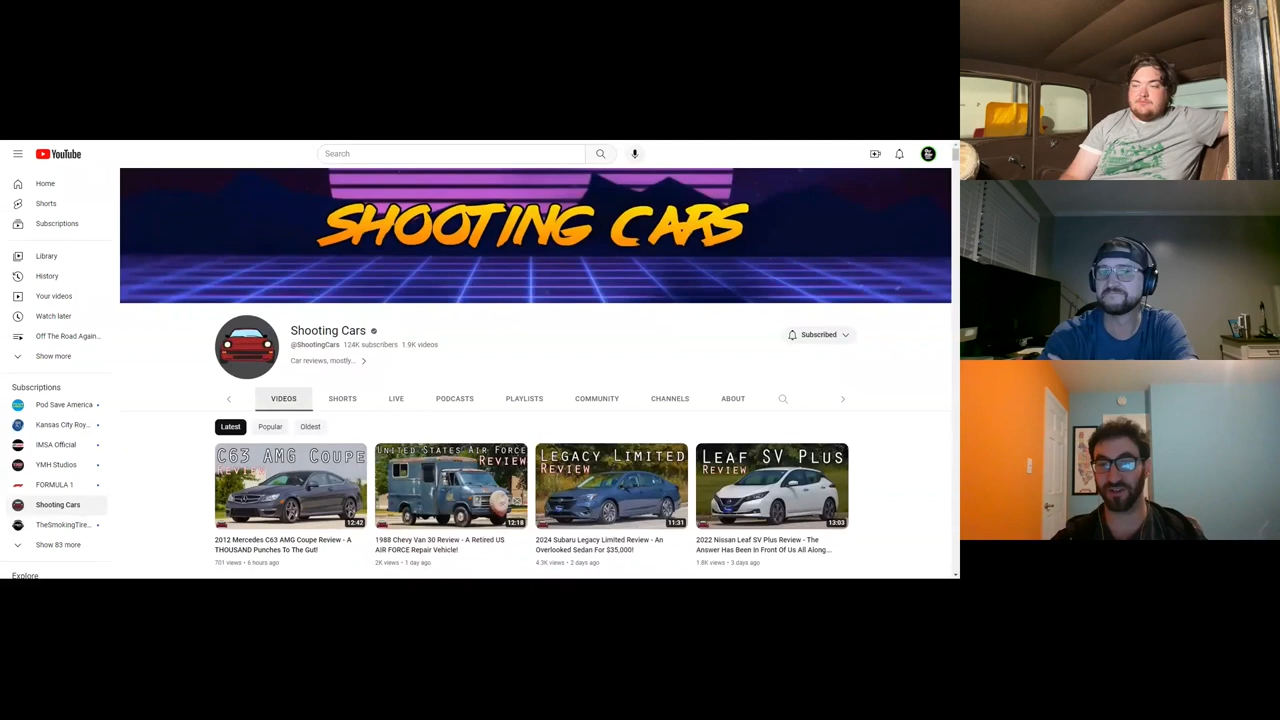 YouTube
Search
Home
Shorts
Subscriptions
Library
History
Your videos
Watch later
Off The Road Again...
Show more
Subscriptions
Pod Save America
Kansas City Roy...
IMSA Official
YMH Studios
FORMULA 1
Shooting Cars
TheSmokingTire...
Show 83 more
Explore
SHOOTING CARS
Shooting Cars
@ShootingCars 124K subscribers 1.9K videos
Car reviews, mostly...
Subscribed
VIDEOS SHORTS LIVE PODCASTS PLAYLISTS COMMUNITY CHANNELS ABOUT
Latest Popular Oldest
C63 AMG COUPE
REVIEW
12:42
2012 Mercedes C63 AMG Coupe Review - A
THOUSAND Punches To The Gut!
701 views • 6 hours ago
UNITED STATES AIR FORCE
REVIEW
12:18
1988 Chevy Van 30 Review - A Retired US
AIR FORCE Repair Vehicle!
2K views • 1 day ago
LEGACY LIMITED
REVIEW
11:31
2024 Subaru Legacy Limited Review - An
Overlooked Sedan For $35,000!
4.3K views • 2 days ago
LEAF SV PLUS
REVIEW
13:03
2022 Nissan Leaf SV Plus Review - The
Answer Has Been In Front Of Us All Along...
1.8K views • 3 days ago